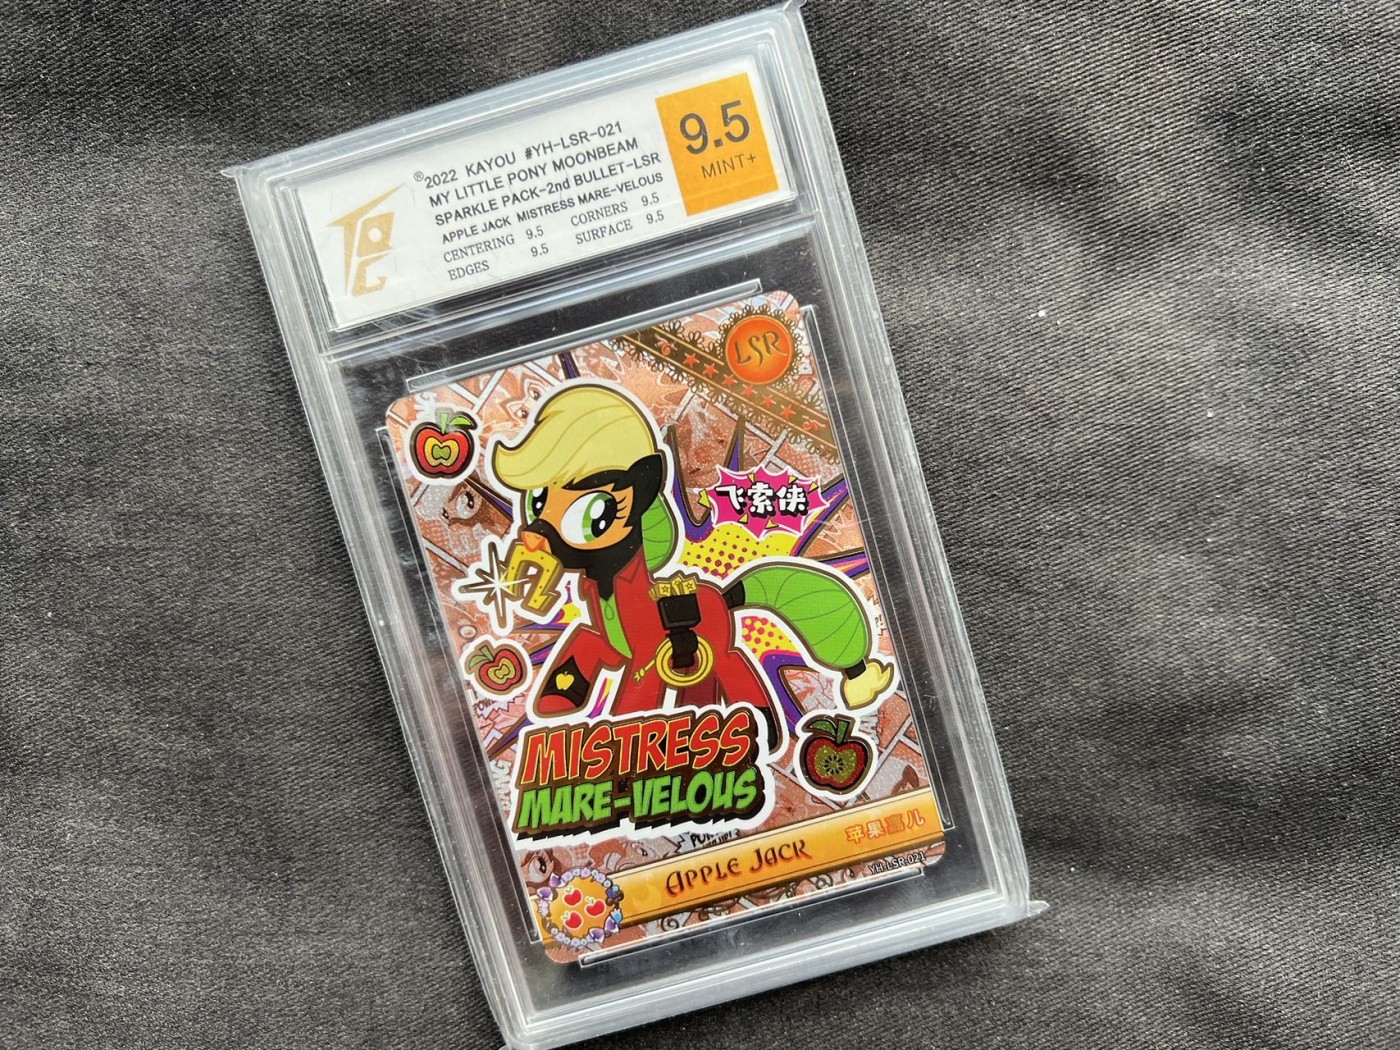 ®2022 KAYOU #YH-LSR-021
MY LITTLE PONY MOONBEAM
SPARKLE PACK-2nd BULLET-LSR
APPLE JACK MISTRESS MARE-VELOUS
CENTERING 9.5 CORNERS 9.5
EDGES 9.5 SURFACE 9.5
9.5
MINT+
LSR
飞索侠
MISTRESS
MARE-VELOUS
苹果嘉儿
APPLE JACK
YH-LSR-021